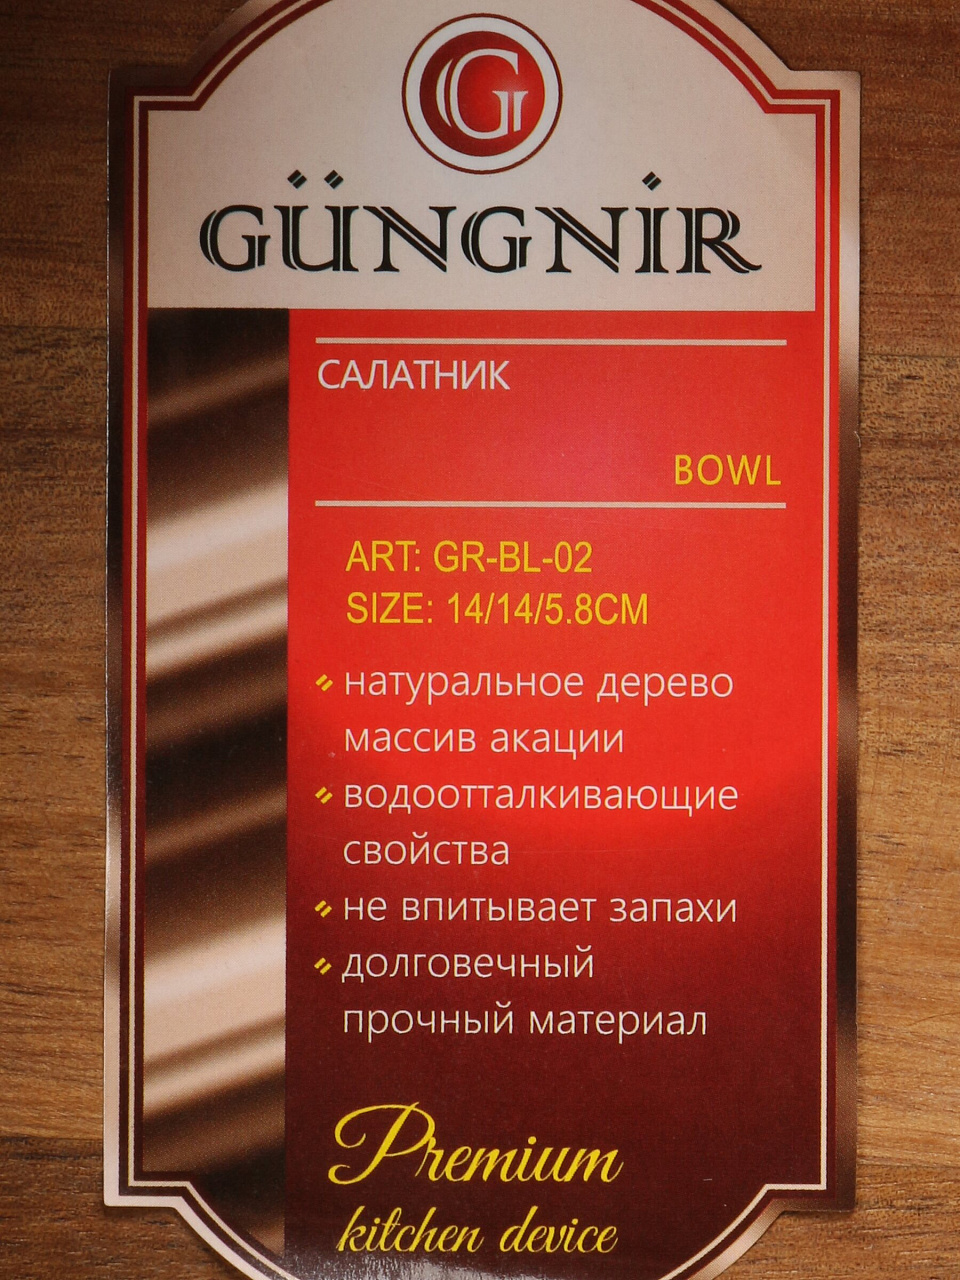 G
GÜNGNİR
САЛАТНИК
BOWL
ART: GR-BL-02
SIZE: 14/14/5.8CM
натуральное дерево
массив акации
водоотталкивающие
свойства
не впитывает запахи
долговечный
прочный материал
Premium
kitchen device